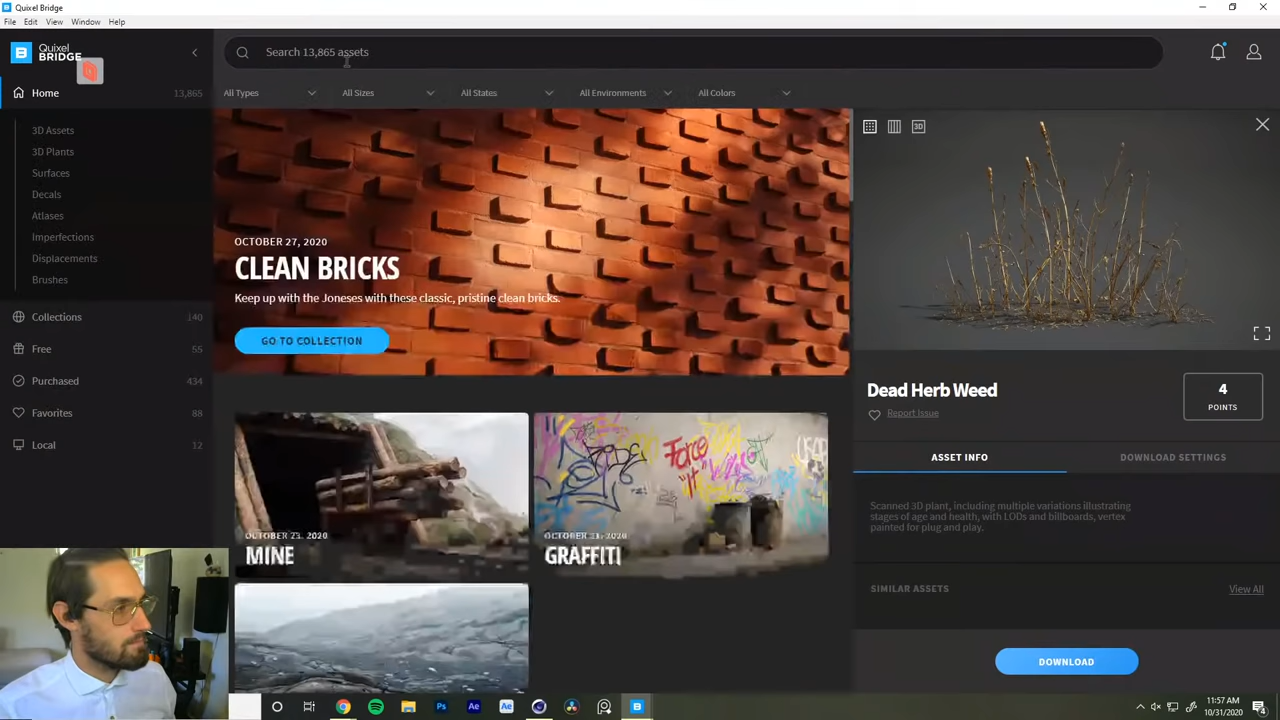 Quixel Bridge
File Edit View Window Help
Quixel
BRIDGE
Search 13,865 assets
Home 13,865
All Types All Sizes All States All Environments All Colors
3D Assets
3D Plants
Surfaces
Decals
Atlases
Imperfections
Displacements
Brushes
Collections 140
Free 55
Purchased 434
Favorites 88
Local 12
OCTOBER 27, 2020
CLEAN BRICKS
Keep up with the Joneses with these classic, pristine clean bricks.
GO TO COLLECTION
OCTOBER 23, 2020
MINE
OCTOBER 21, 2020
GRAFFITI
3D
Dead Herb Weed
Report Issue
4
POINTS
ASSET INFO DOWNLOAD SETTINGS
Scanned 3D plant, including multiple variations illustrating
stages of age and health, with LODs and billboards, vertex
painted for plug and play.
SIMILAR ASSETS View All
DOWNLOAD
Ps Ae Ae
11:57 AM
10/31/2020
4